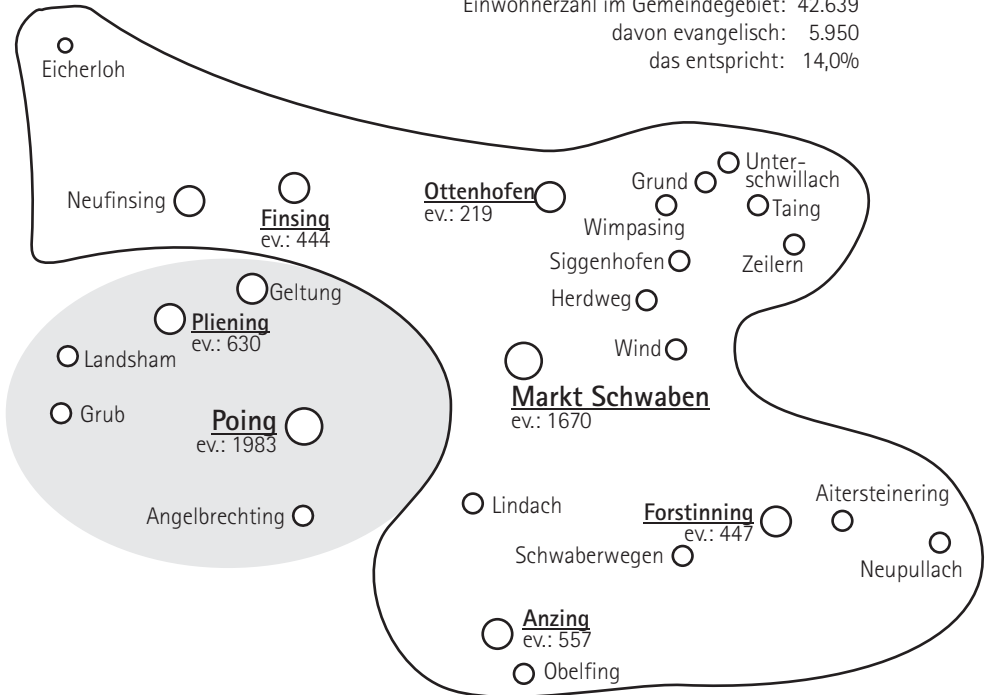 Einwohnerzahl im Gemeindegebiet: 42.639
davon evangelisch: 5.950
das entspricht: 14,0%
Eicherloh
Neufinsing
Finsing
ev.: 444
Ottenhofen
ev.: 219
Unter-
schwillach
Grund
Wimpasing
Taing
Siggenhofen
Zeilern
Herdweg
Wind
Geltung
Pliening
ev.: 630
Landsham
Grub
Poing
ev.: 1983
Angelbrechting
Markt Schwaben
ev.: 1670
Lindach
Forstinning
ev.: 447
Aitersteinering
Schwaberwegen
Neupullach
Anzing
ev.: 557
Obelfing